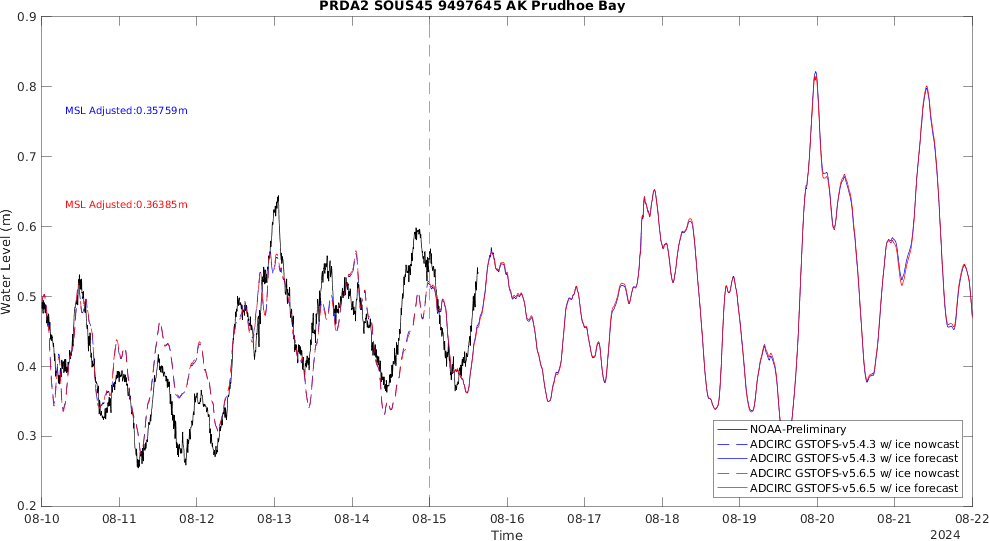 PRDA2 SOUS45 9497645 AK Prudhoe Bay
0.9
0.8
0.7
0.6
0.5
0.4
0.3
0.2
Water Level (m)
MSL Adjusted:0.35759m
MSL Adjusted:0.36385m
NOAA-Preliminary
ADCIRC GSTOFS-v5.4.3 w/ ice nowcast
ADCIRC GSTOFS-v5.4.3 w/ ice forecast
ADCIRC GSTOFS-v5.6.5 w/ ice nowcast
ADCIRC GSTOFS-v5.6.5 w/ ice forecast
08-10 08-11 08-12 08-13 08-14 08-15 08-16 08-17 08-18 08-19 08-20 08-21 08-22
Time
2024